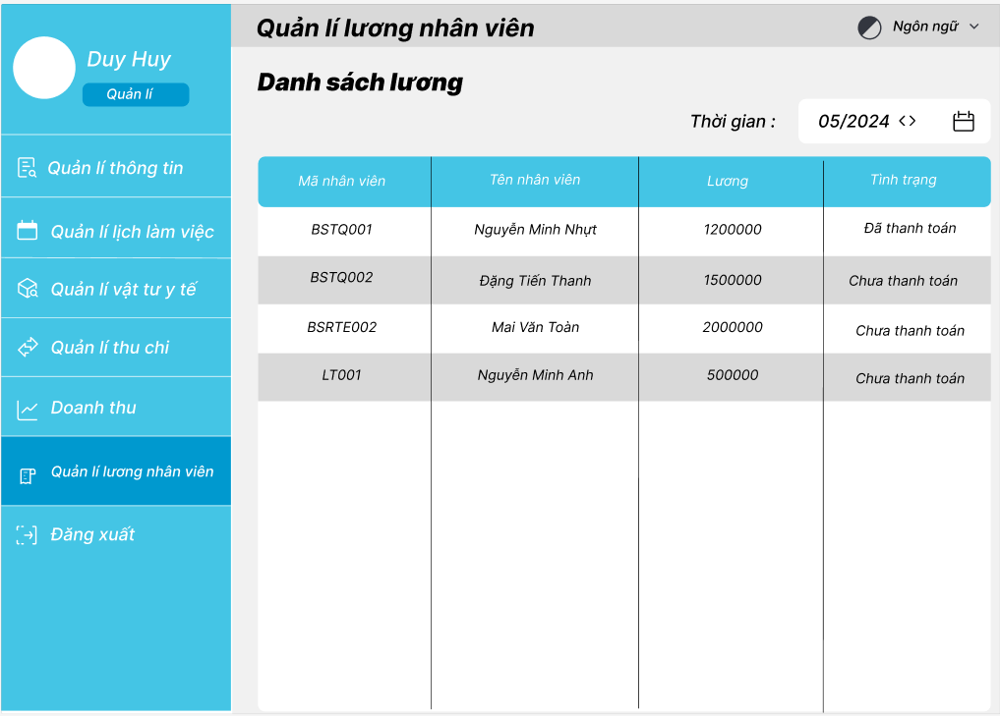 Duy Huy
Quản lí
Quản lí thông tin
Quản lí lịch làm việc
Quản lí vật tư y tế
Quản lí thu chi
Doanh thu
Quản lí lương nhân viên
Đăng xuất
Quản lí lương nhân viên
Ngôn ngữ
Danh sách lương
Thời gian : 05/2024 <>
Mã nhân viên Tên nhân viên Lương Tình trạng
BSTQ001 Nguyễn Minh Nhựt 1200000 Đã thanh toán
BSTQ002 Đặng Tiến Thanh 1500000 Chưa thanh toán
BSRTE002 Mai Văn Toàn 2000000 Chưa thanh toán
LT001 Nguyễn Minh Anh 500000 Chưa thanh toán